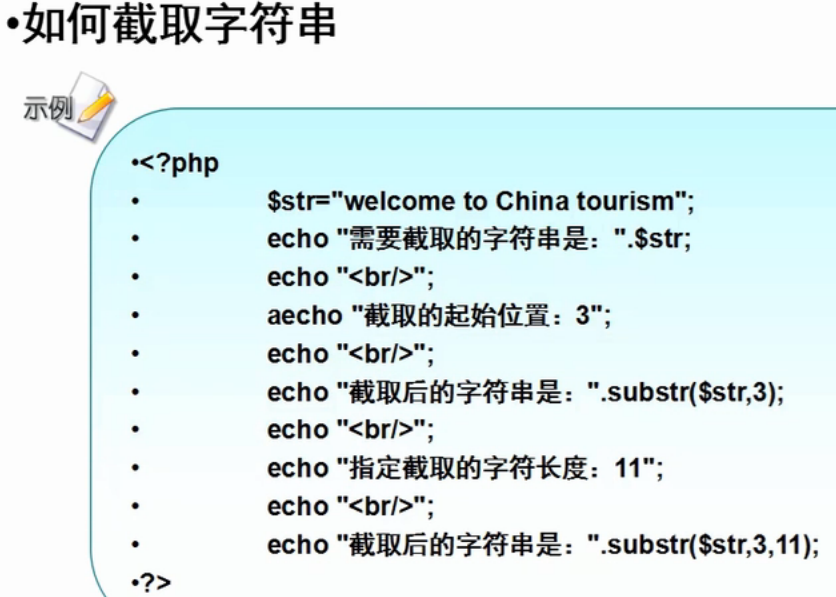 •如何截取字符串
示例
•<?php
• $str="welcome to China tourism";
• echo "需要截取的字符串是：".$str;
• echo "<br/>";
• aecho "截取的起始位置：3";
• echo "<br/>";
• echo "截取后的字符串是：".substr($str,3);
• echo "<br/>";
• echo "指定截取的字符长度：11";
• echo "<br/>";
• echo "截取后的字符串是：".substr($str,3,11);
•?>